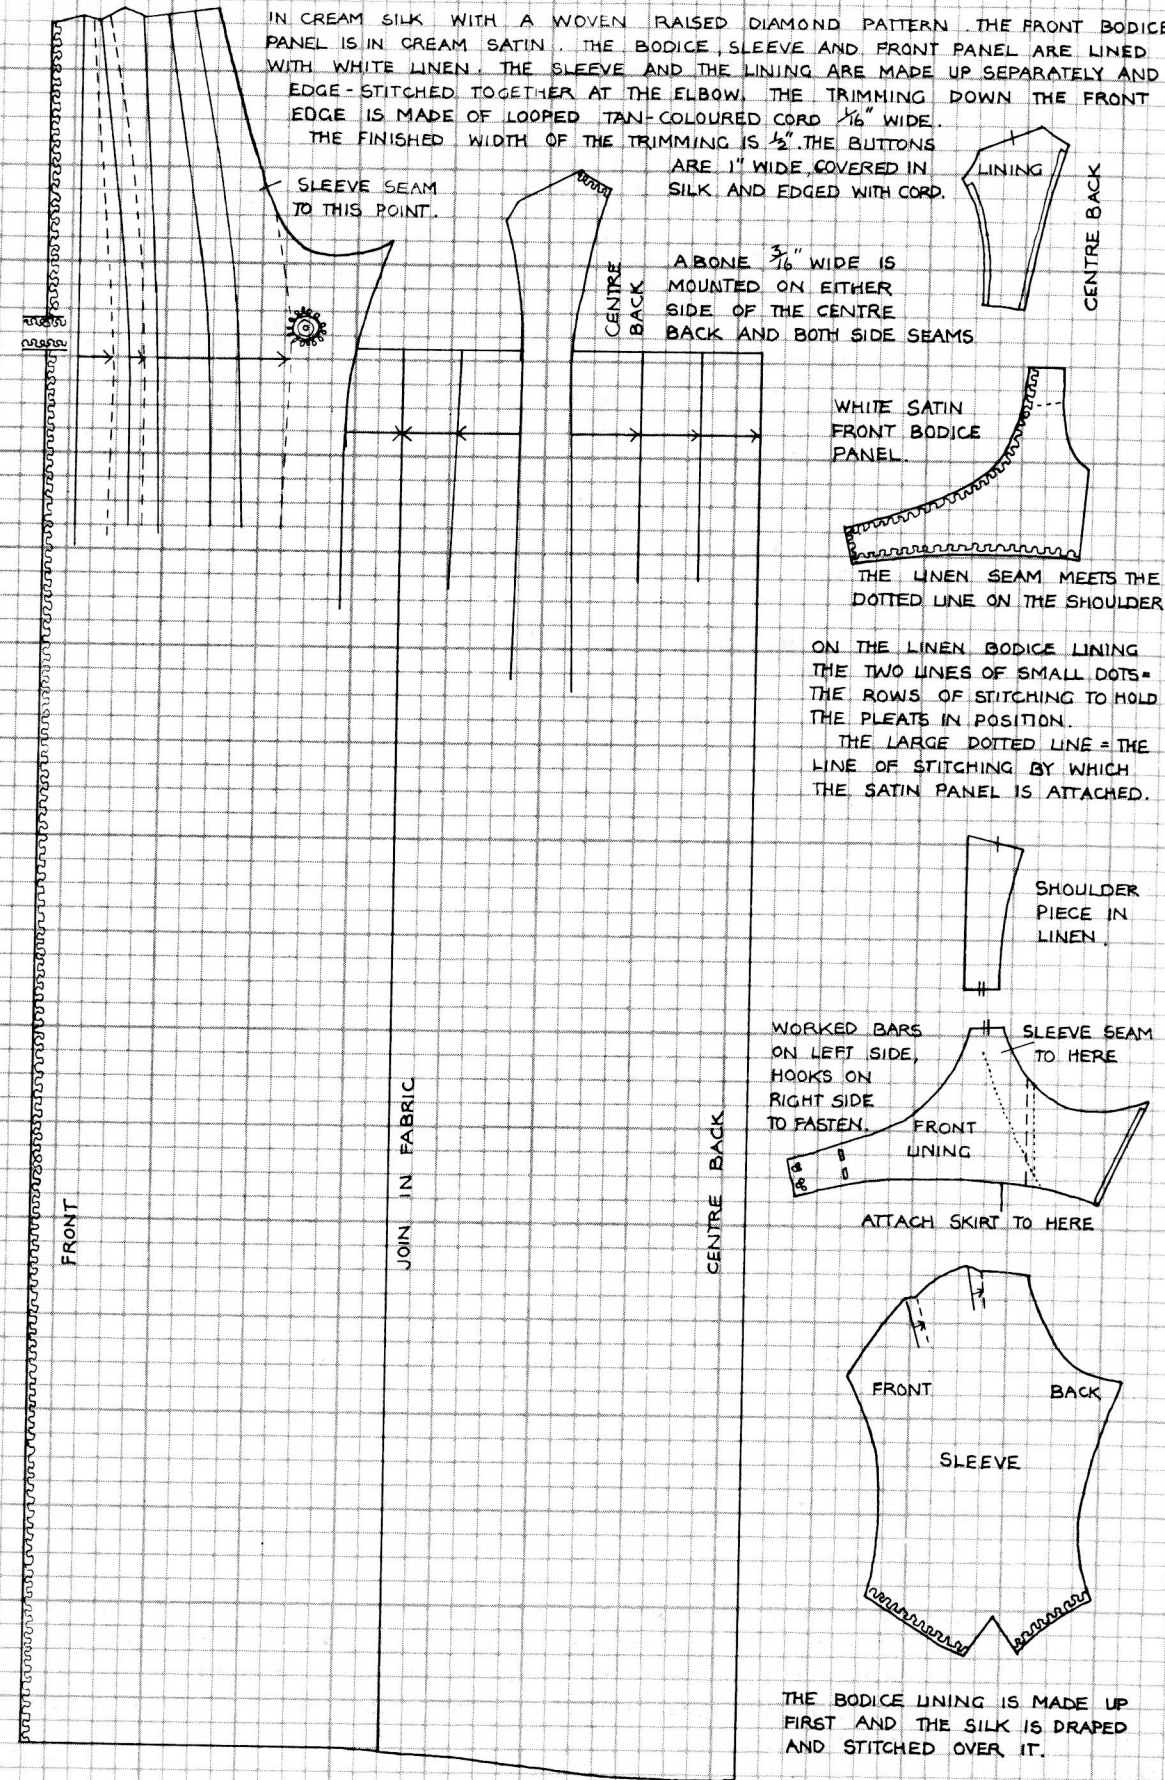 IN CREAM SILK WITH A WOVEN RAISED DIAMOND PATTERN. THE FRONT BODICE
PANEL IS IN CREAM SATIN. THE BODICE, SLEEVE AND FRONT PANEL ARE LINED
WITH WHITE LINEN. THE SLEEVE AND THE LINING ARE MADE UP SEPARATELY AND
EDGE-STITCHED TOGETHER AT THE ELBOW. THE TRIMMING DOWN THE FRONT
EDGE IS MADE OF LOOPED TAN-COLOURED CORD 1/16" WIDE.
THE FINISHED WIDTH OF THE TRIMMING IS 1/2". THE BUTTONS
ARE 1" WIDE, COVERED IN
SILK AND EDGED WITH CORD.
SLEEVE SEAM
TO THIS POINT.
LINING
CENTRE BACK
CENTRE
BACK
A BONE 3/16" WIDE IS
MOUNTED ON EITHER
SIDE OF THE CENTRE
BACK AND BOTH SIDE SEAMS
WHITE SATIN
FRONT BODICE
PANEL.
THE LINEN SEAM MEETS THE
DOTTED LINE ON THE SHOULDER
ON THE LINEN BODICE LINING
THE TWO LINES OF SMALL DOTS=
THE ROWS OF STITCHING TO HOLD
THE PLEATS IN POSITION.
THE LARGE DOTTED LINE = THE
LINE OF STITCHING BY WHICH
THE SATIN PANEL IS ATTACHED.
SHOULDER
PIECE IN
LINEN.
WORKED BARS
ON LEFT SIDE,
HOOKS ON
RIGHT SIDE
TO FASTEN.
SLEEVE SEAM
TO HERE
FRONT
LINING
ATTACH SKIRT TO HERE
FRONT
JOIN IN FABRIC
CENTRE BACK
FRONT
BACK
SLEEVE
THE BODICE LINING IS MADE UP
FIRST AND THE SILK IS DRAPED
AND STITCHED OVER IT.